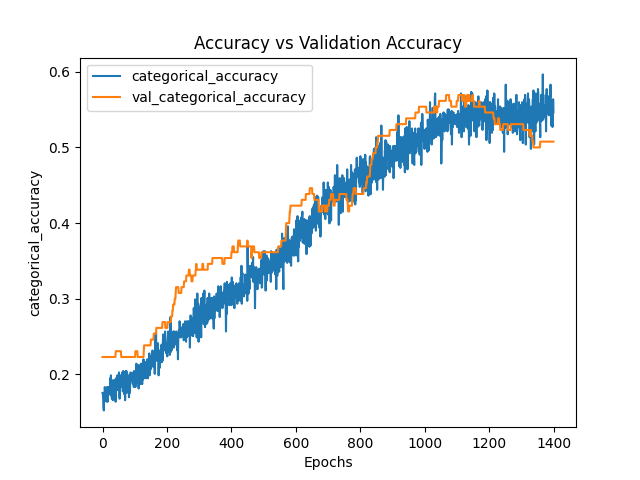 Accuracy vs Validation Accuracy
categorical_accuracy
val_categorical_accuracy
categorical_accuracy
0.6
0.5
0.4
0.3
0.2
0 200 400 600 800 1000 1200 1400
Epochs